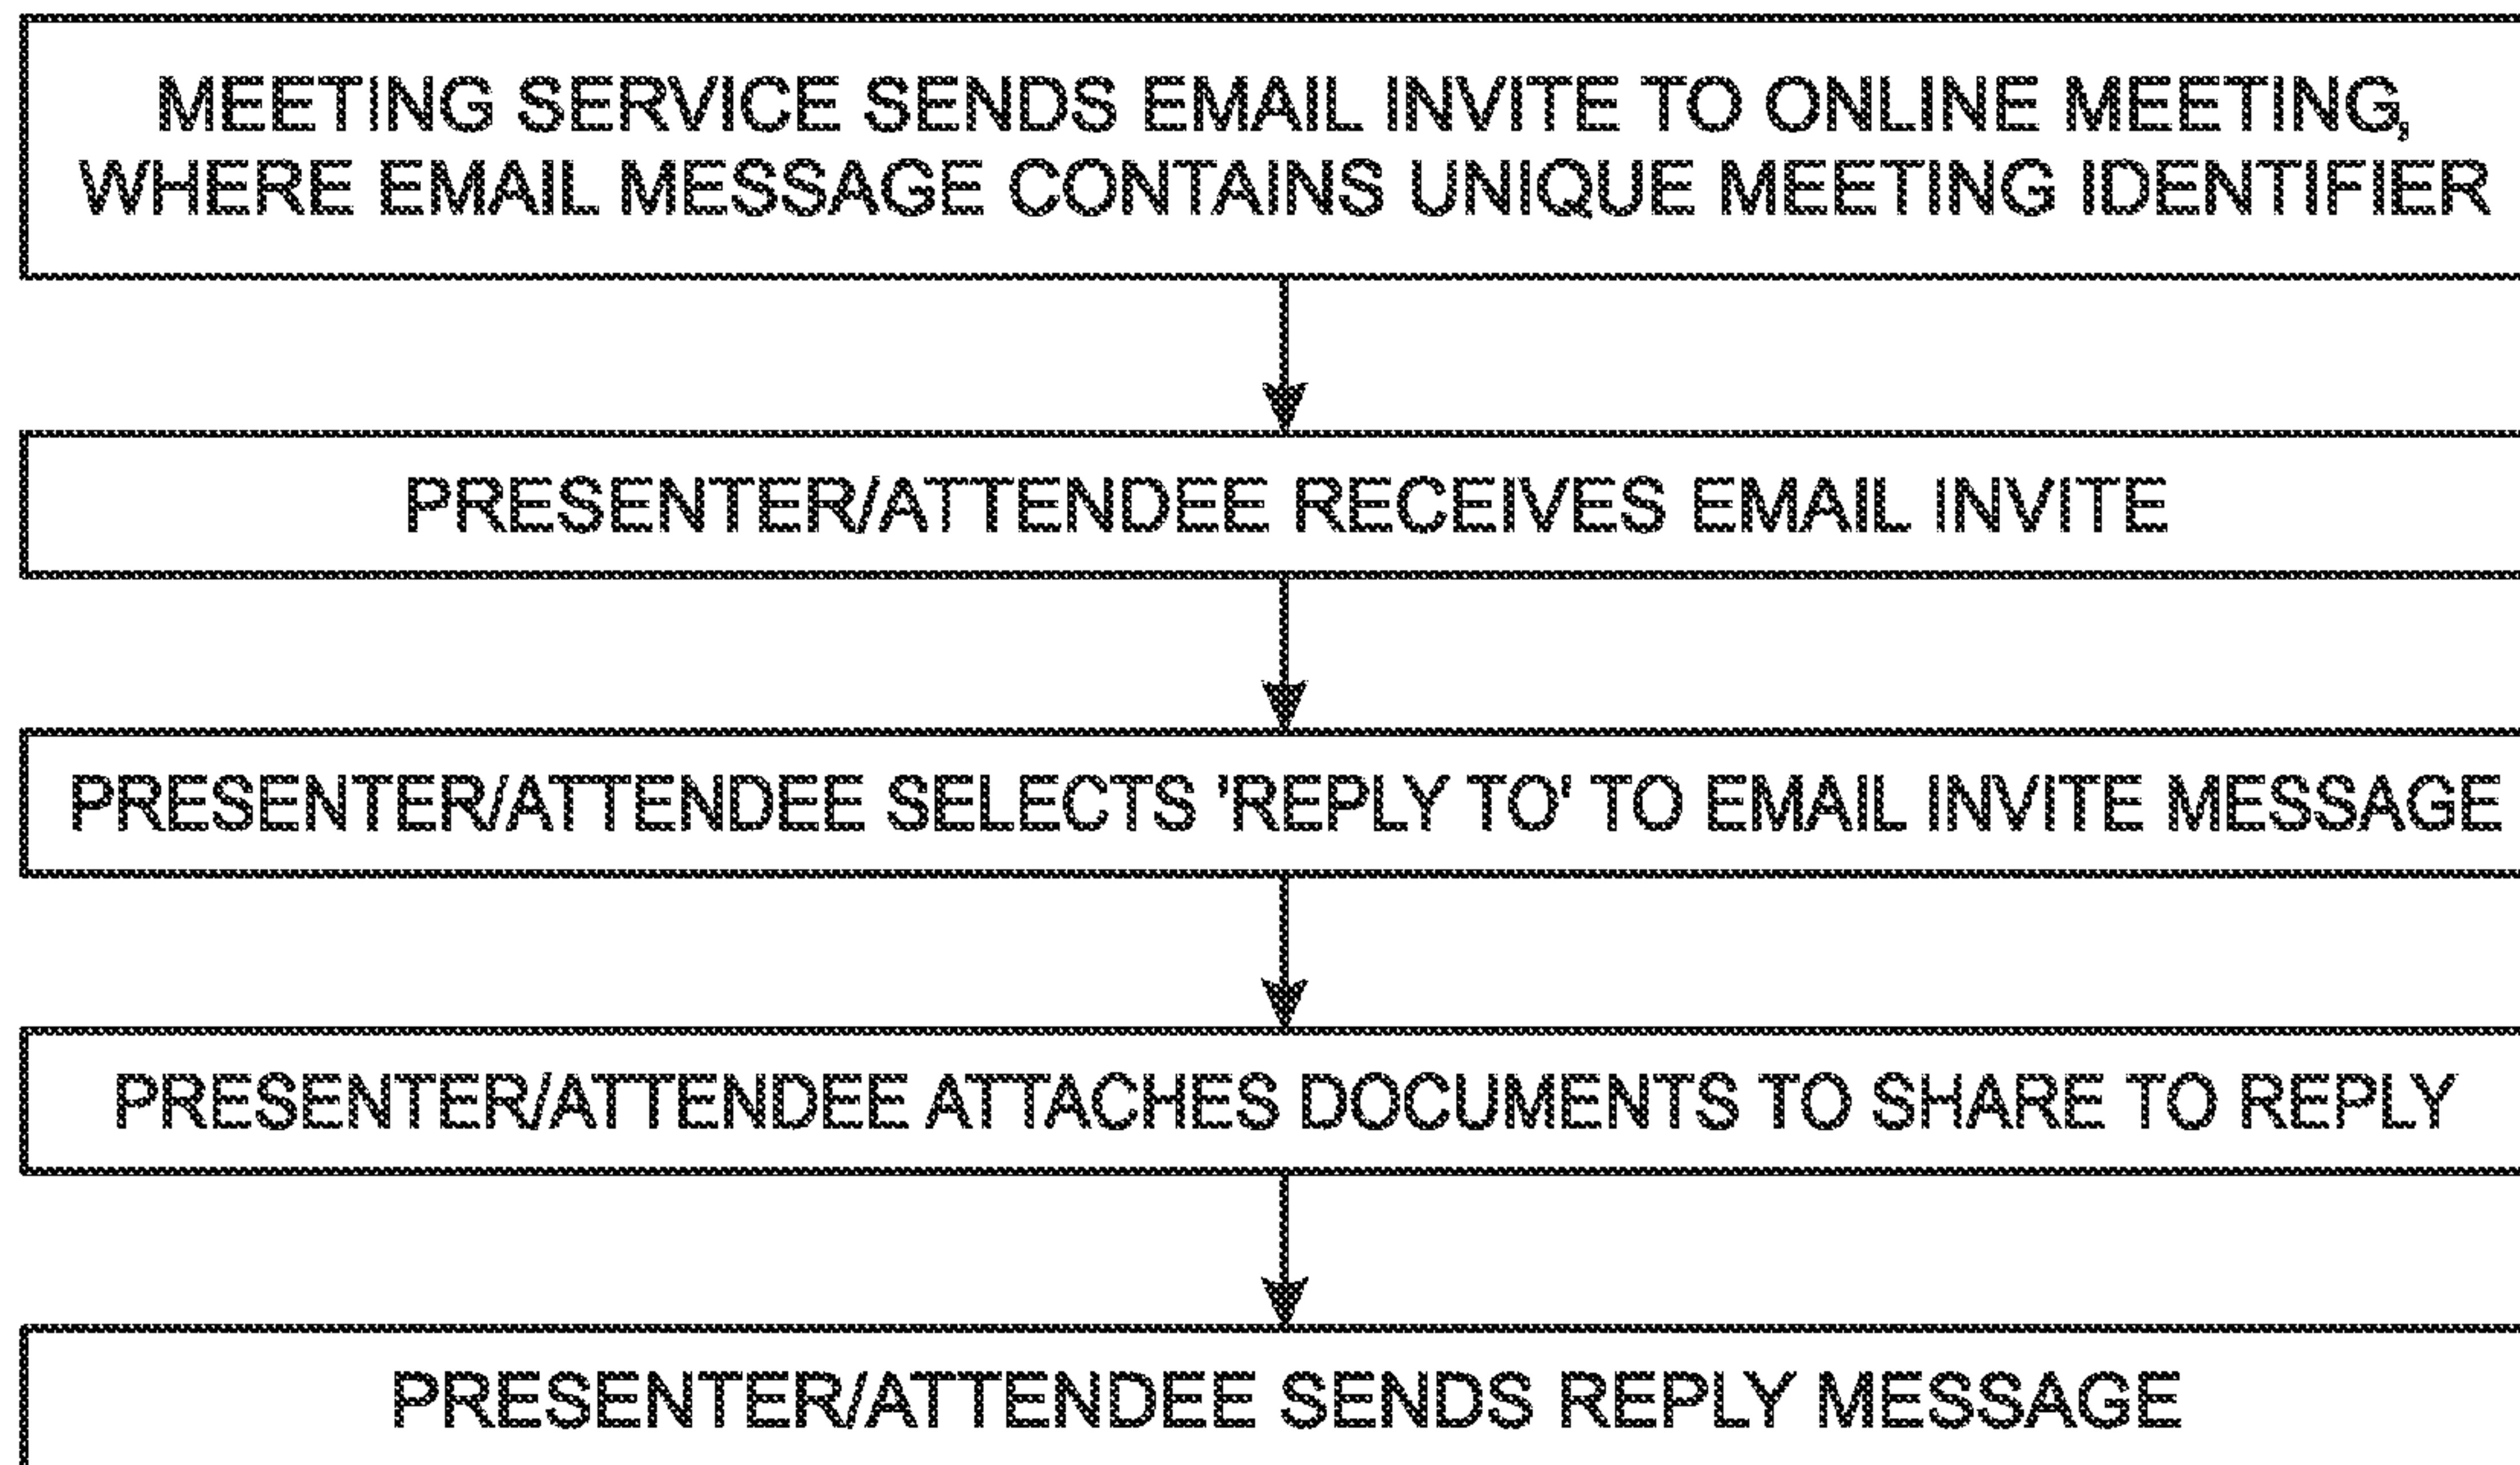 MEETING SERVICE SENDS EMAIL INVITE TO ONLINE MEETING,
WHERE EMAIL MESSAGE CONTAINS UNIQUE MEETING IDENTIFIER
PRESENTER/ATTENDEE RECEIVES EMAIL INVITE
PRESENTER/ATTENDEE SELECTS 'REPLY TO' TO EMAIL INVITE MESSAGE
PRESENTER/ATTENDEE ATTACHES DOCUMENTS TO SHARE TO REPLY
PRESENTER/ATTENDEE SENDS REPLY MESSAGE